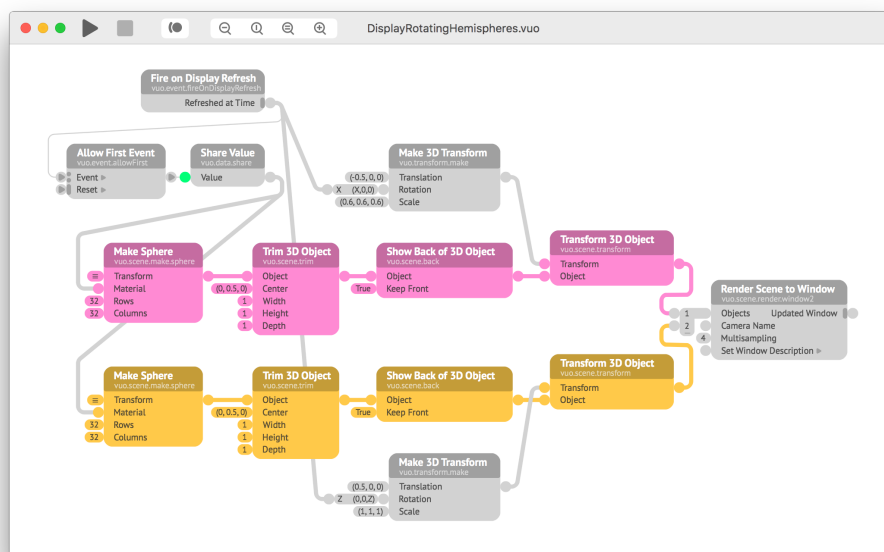 DisplayRotatingHemispheres.vuo
Fire on Display Refresh
vuo.event.fireOnDisplayRefresh
Refreshed at Time
Allow First Event
vuo.event.allowFirst
Event
Reset
Share Value
vuo.data.share
Value
Make 3D Transform
vuo.transform.make
(-0.5, 0, 0) Translation
X (X,0,0) Rotation
(0.6, 0.6, 0.6) Scale
Make Sphere
vuo.scene.make.sphere
Transform
Material
32 Rows
32 Columns
Trim 3D Object
vuo.scene.trim
Object
(0, 0.5, 0) Center
1 Width
1 Height
1 Depth
Show Back of 3D Object
vuo.scene.back
Object
True Keep Front
Transform 3D Object
vuo.scene.transform
Transform
Object
Render Scene to Window
vuo.scene.render.window2
1 Objects Updated Window
2 Camera Name
4 Multisampling
Set Window Description
Make Sphere
vuo.scene.make.sphere
Transform
Material
32 Rows
32 Columns
Trim 3D Object
vuo.scene.trim
Object
(0, 0.5, 0) Center
1 Width
1 Height
1 Depth
Show Back of 3D Object
vuo.scene.back
Object
True Keep Front
Transform 3D Object
vuo.scene.transform
Transform
Object
Make 3D Transform
vuo.transform.make
(0.5, 0, 0) Translation
Z (0,0,Z) Rotation
(1, 1, 1) Scale